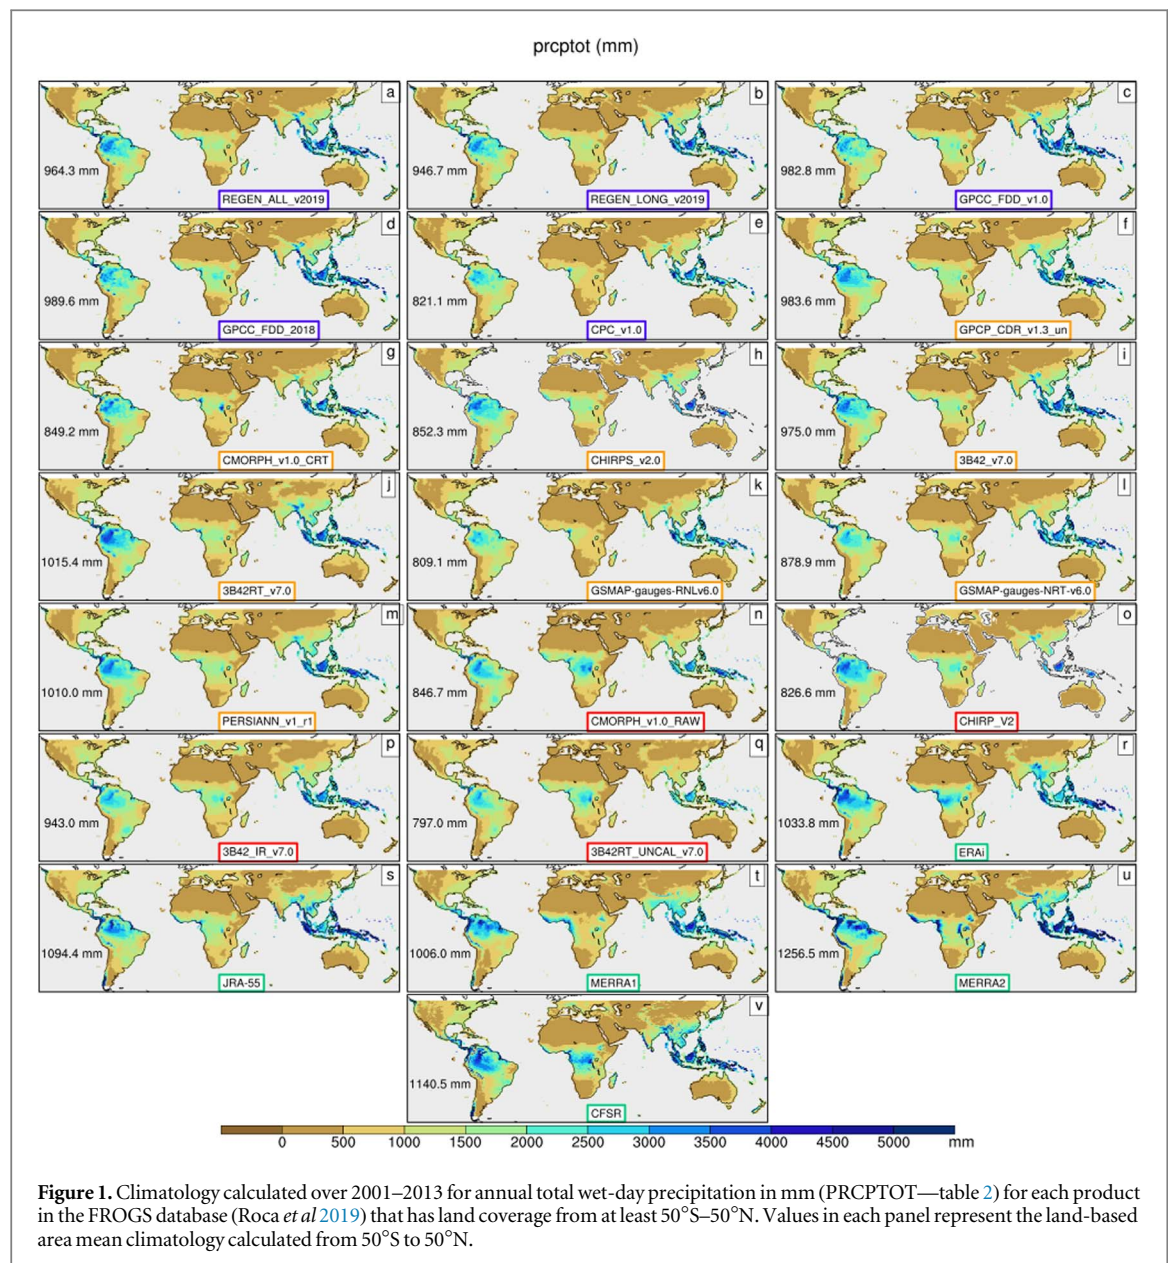 prcptot (mm)
a
964.3 mm
REGEN_ALL_v2019
b
946.7 mm
REGEN_LONG_v2019
c
982.8 mm
GPCC_FDD_v1.0
d
989.6 mm
GPCC_FDD_2018
e
821.1 mm
CPC_v1.0
f
983.6 mm
GPCP_CDR_v1.3_un
g
849.2 mm
CMORPH_v1.0_CRT
h
852.3 mm
CHIRPS_v2.0
i
975.0 mm
3B42_v7.0
j
1015.4 mm
3B42RT_v7.0
k
809.1 mm
GSMAP-gauges-RNLv6.0
l
878.9 mm
GSMAP-gauges-NRT-v6.0
m
1010.0 mm
PERSIANN_v1_r1
n
846.7 mm
CMORPH_v1.0_RAW
o
826.6 mm
CHIRP_V2
p
943.0 mm
3B42_IR_v7.0
q
797.0 mm
3B42RT_UNCAL_v7.0
r
1033.8 mm
ERAi
s
1094.4 mm
JRA-55
t
1006.0 mm
MERRA1
u
1256.5 mm
MERRA2
v
1140.5 mm
CFSR
0 500 1000 1500 2000 2500 3000 3500 4000 4500 5000 mm
Figure 1. Climatology calculated over 2001–2013 for annual total wet-day precipitation in mm (PRCPTOT—table 2) for each product
in the FROGS database (Roca et al 2019) that has land coverage from at least 50°S–50°N. Values in each panel represent the land-based
area mean climatology calculated from 50°S to 50°N.